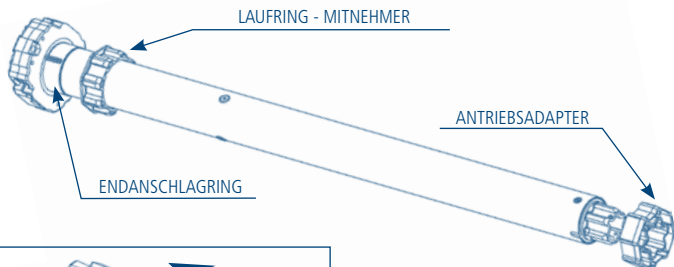 LAUFRING - MITNEHMER
ANTRIEBSADAPTER
ENDANSCHLAGRING